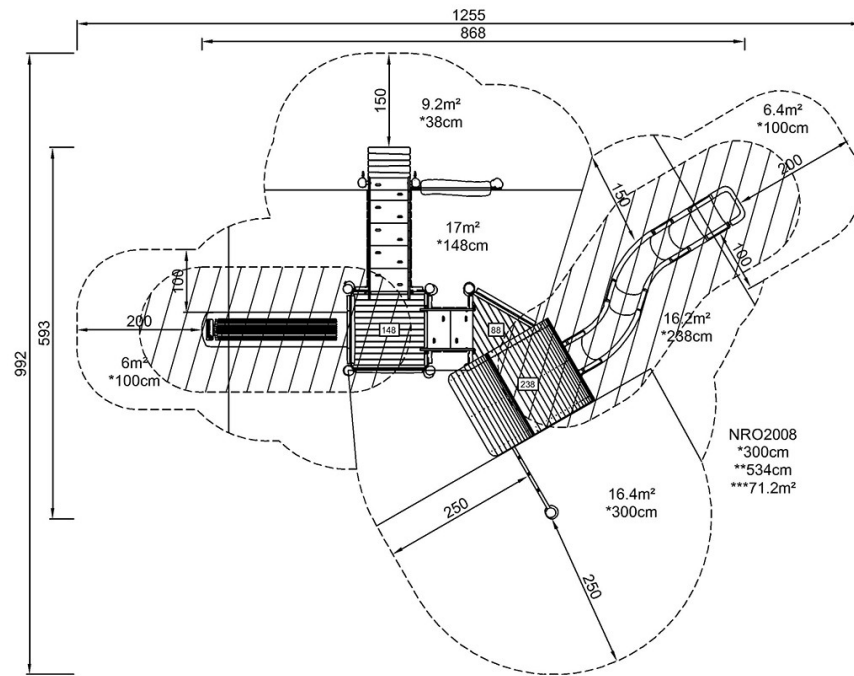 1255
868
9.2m²
*38cm
6.4m²
*100cm
150
200
150
17m²
*148cm
100
100
593
992
200
148
88
16.2m²
*238cm
6m²
*100cm
238
NRO2008
*300cm
**534cm
***71.2m²
16.4m²
*300cm
250
250